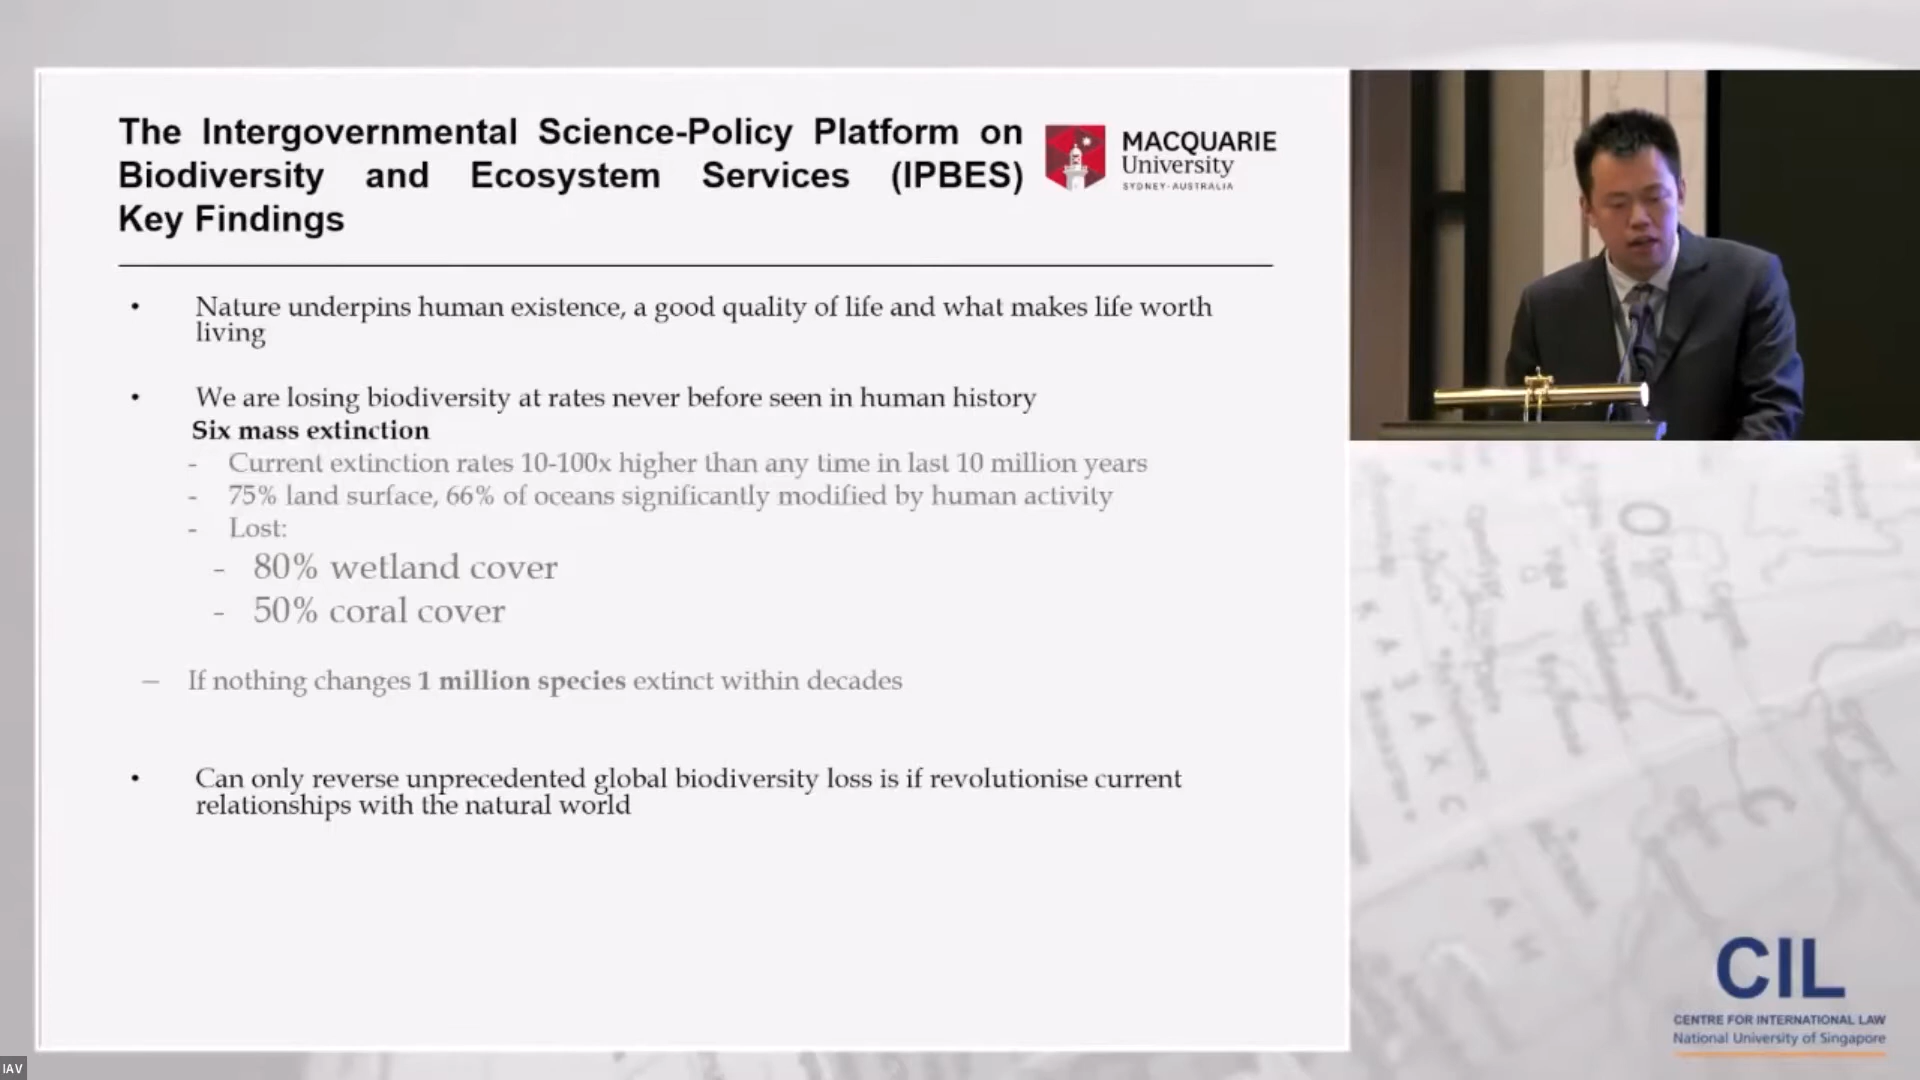 The Intergovernmental Science-Policy Platform on
Biodiversity and Ecosystem Services (IPBES)
Key Findings
MACQUARIE
University
SYDNEY·AUSTRALIA
• Nature underpins human existence, a good quality of life and what makes life worth
living
• We are losing biodiversity at rates never before seen in human history
Six mass extinction
- Current extinction rates 10-100x higher than any time in last 10 million years
- 75% land surface, 66% of oceans significantly modified by human activity
- Lost:
- 80% wetland cover
- 50% coral cover
– If nothing changes 1 million species extinct within decades
• Can only reverse unprecedented global biodiversity loss is if revolutionise current
relationships with the natural world
CIL
CENTRE FOR INTERNATIONAL LAW
National University of Singapore
IAV